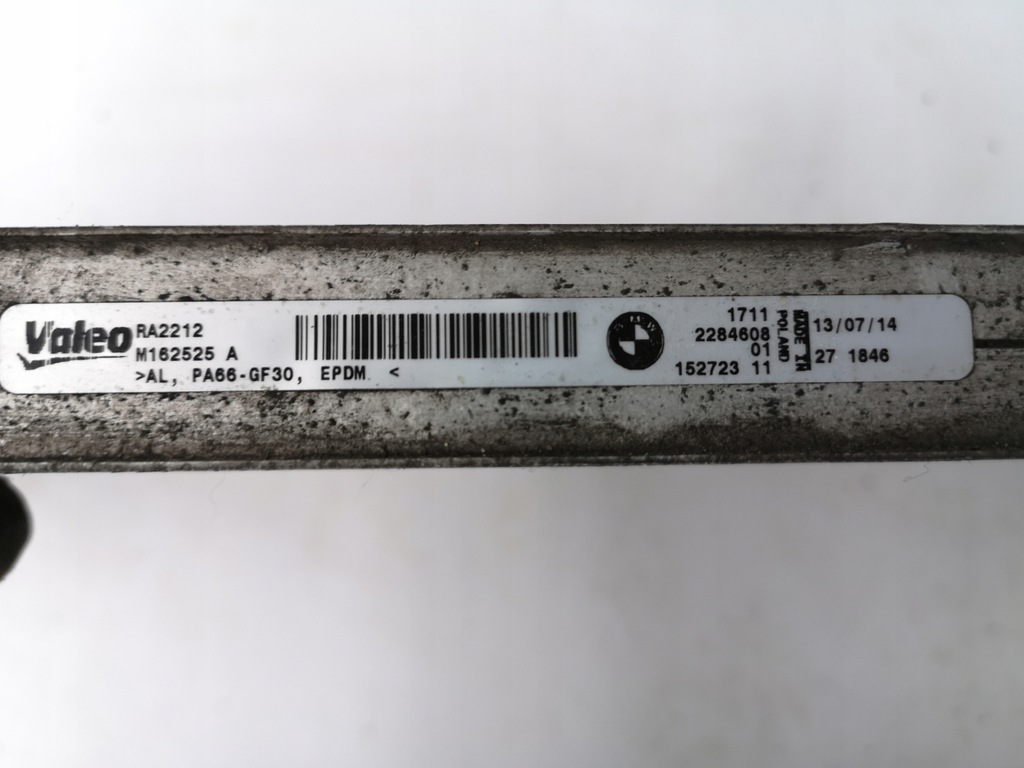 Valeo
RA2212
M162525 A
>AL, PA66-GF30, EPDM <
BMW
1711
2284608
01
152723 11
MADE IN
POLAND
13/07/14
27 1846